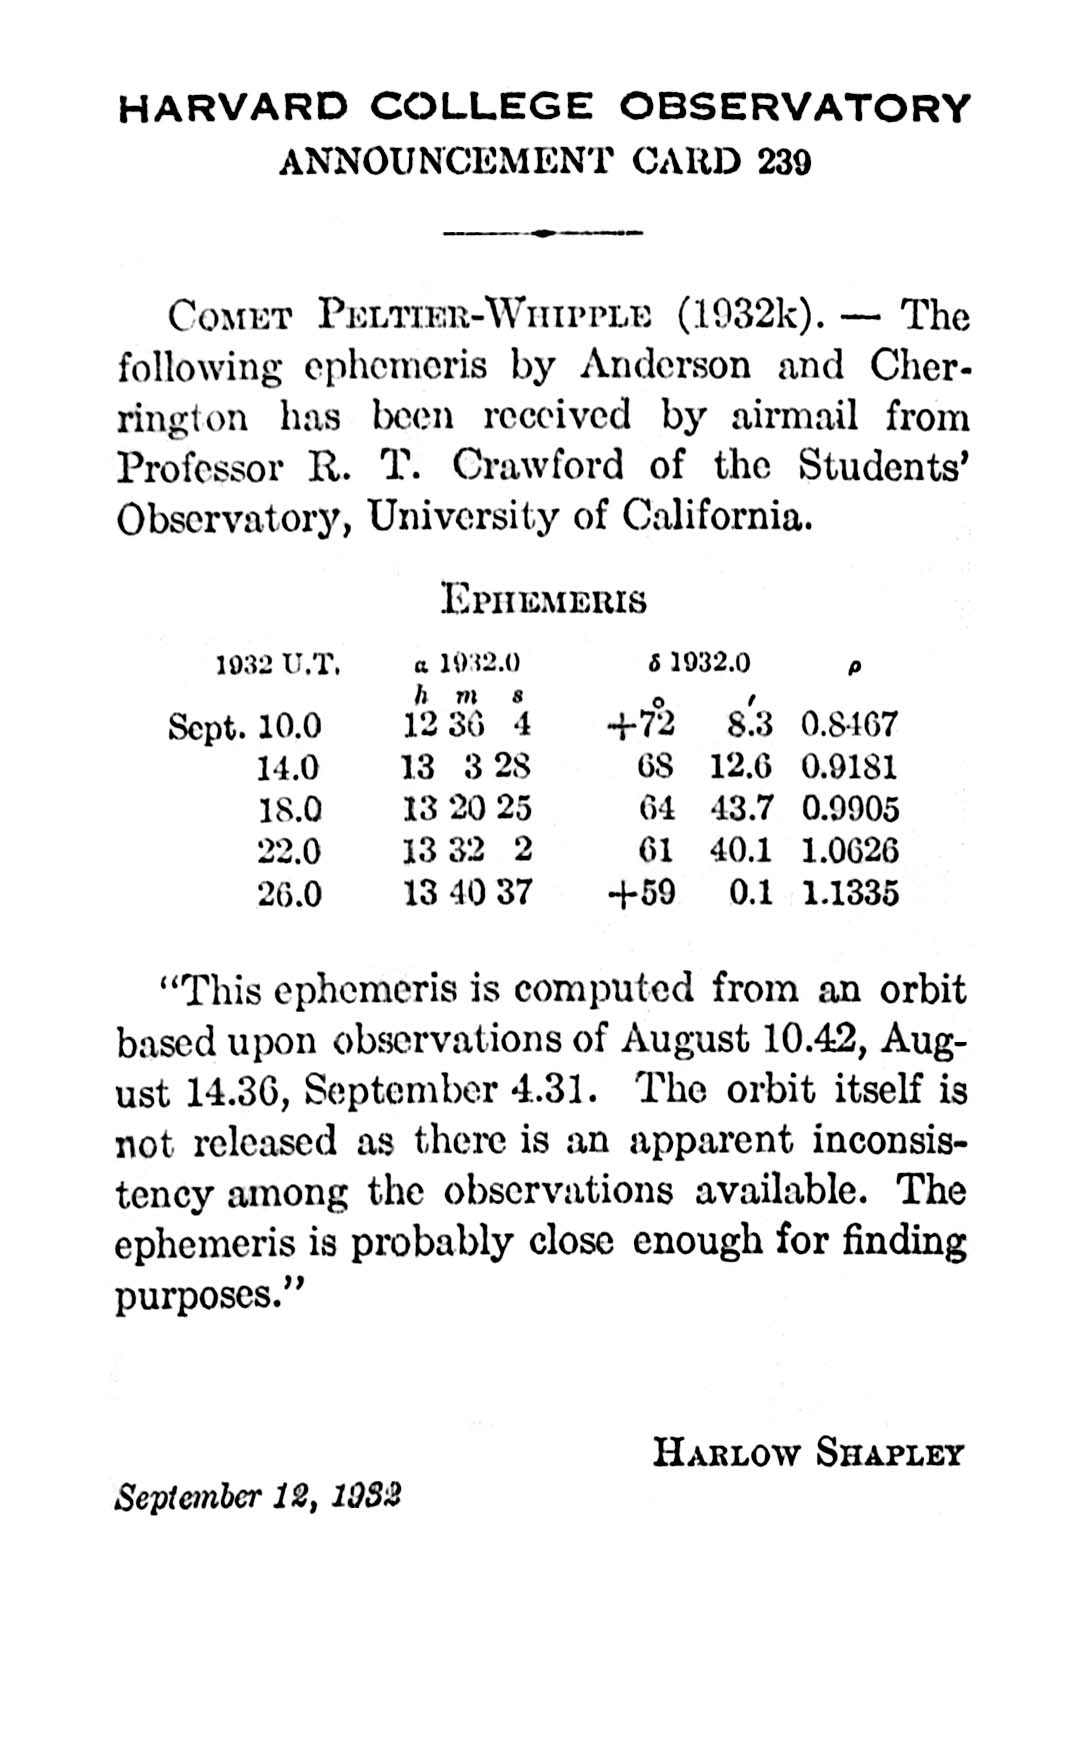 HARVARD COLLEGE OBSERVATORY
ANNOUNCEMENT CARD 239
COMET PELTIER-WHIPPLE (1932k). — The
following ephemeris by Anderson and Cher-
rington has been received by airmail from
Professor R. T. Crawford of the Students'
Observatory, University of California.
EPHEMERIS
1932 U.T. α 1932.0 δ 1932.0 ρ
h m s ° ′
Sept. 10.0 12 36 4 +72 8.3 0.8467
14.0 13 3 28 68 12.6 0.9181
18.0 13 20 25 64 43.7 0.9905
22.0 13 32 2 61 40.1 1.0626
26.0 13 40 37 +59 0.1 1.1335
"This ephemeris is computed from an orbit
based upon observations of August 10.42, Aug-
ust 14.36, September 4.31. The orbit itself is
not released as there is an apparent inconsis-
tency among the observations available. The
ephemeris is probably close enough for finding
purposes."
HARLOW SHAPLEY
September 12, 1932